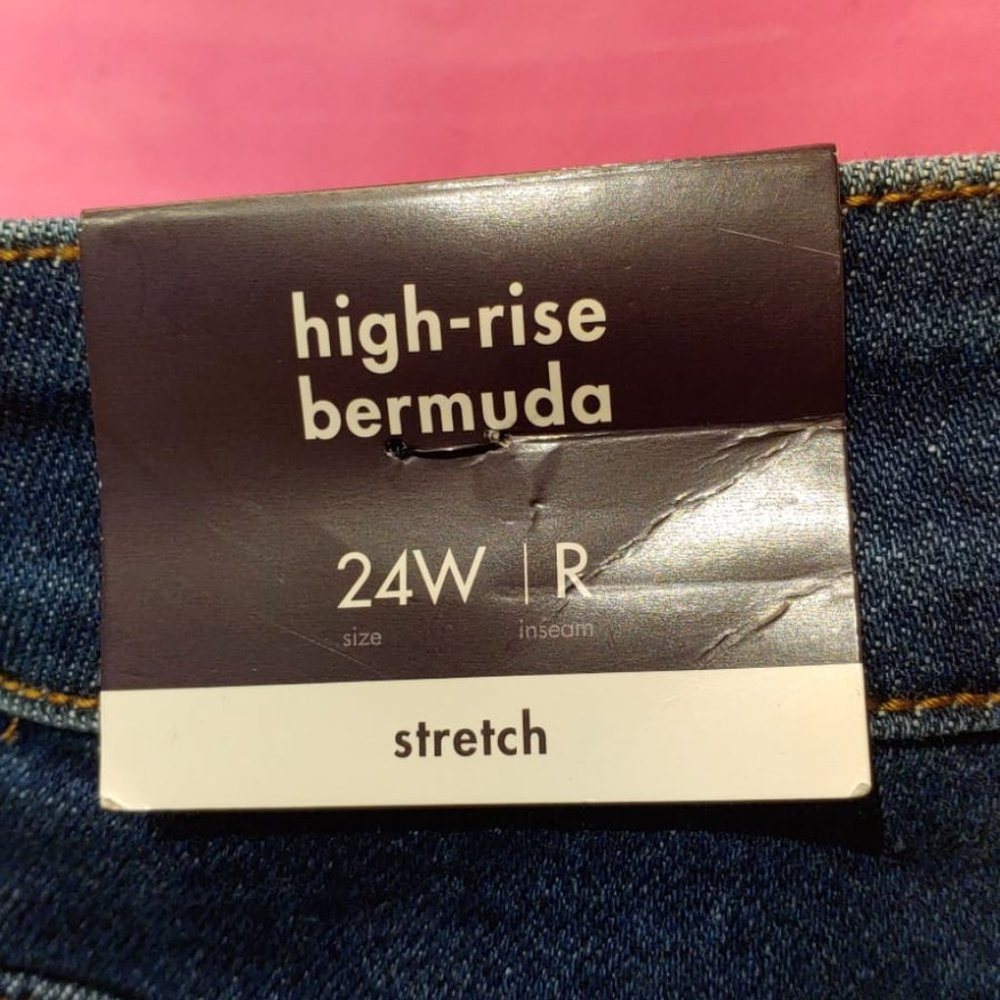 high-rise
bermuda
24W | R
size inseam
stretch